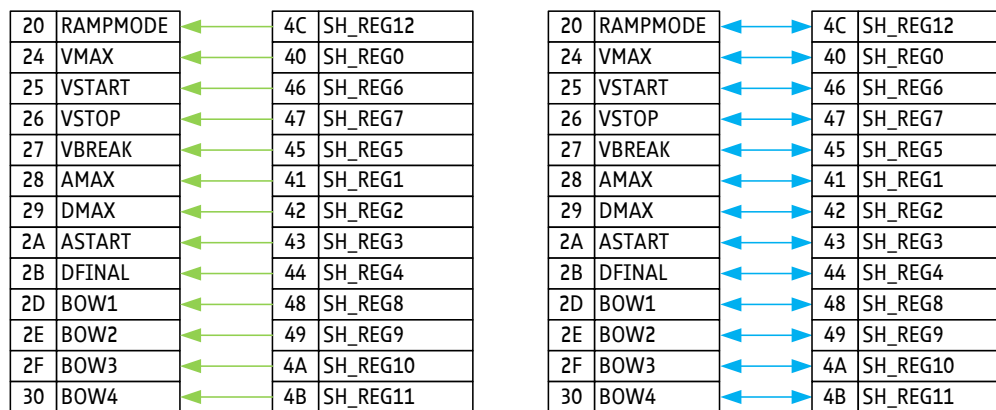 20 RAMPMODE 4C SH_REG12 20 RAMPMODE 4C SH_REG12
24 VMAX 40 SH_REG0 24 VMAX 40 SH_REG0
25 VSTART 46 SH_REG6 25 VSTART 46 SH_REG6
26 VSTOP 47 SH_REG7 26 VSTOP 47 SH_REG7
27 VBREAK 45 SH_REG5 27 VBREAK 45 SH_REG5
28 AMAX 41 SH_REG1 28 AMAX 41 SH_REG1
29 DMAX 42 SH_REG2 29 DMAX 42 SH_REG2
2A ASTART 43 SH_REG3 2A ASTART 43 SH_REG3
2B DFINAL 44 SH_REG4 2B DFINAL 44 SH_REG4
2D BOW1 48 SH_REG8 2D BOW1 48 SH_REG8
2E BOW2 49 SH_REG9 2E BOW2 49 SH_REG9
2F BOW3 4A SH_REG10 2F BOW3 4A SH_REG10
30 BOW4 4B SH_REG11 30 BOW4 4B SH_REG11